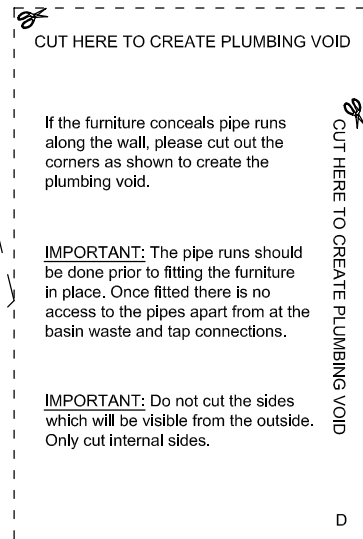 CUT HERE TO CREATE PLUMBING VOID
If the furniture conceals pipe runs
along the wall, please cut out the
corners as shown to create the
plumbing void.
IMPORTANT: The pipe runs should
be done prior to fitting the furniture
in place. Once fitted there is no
access to the pipes apart from at the
basin waste and tap connections.
IMPORTANT: Do not cut the sides
which will be visible from the outside.
Only cut internal sides.
CUT HERE TO CREATE PLUMBING VOID
D